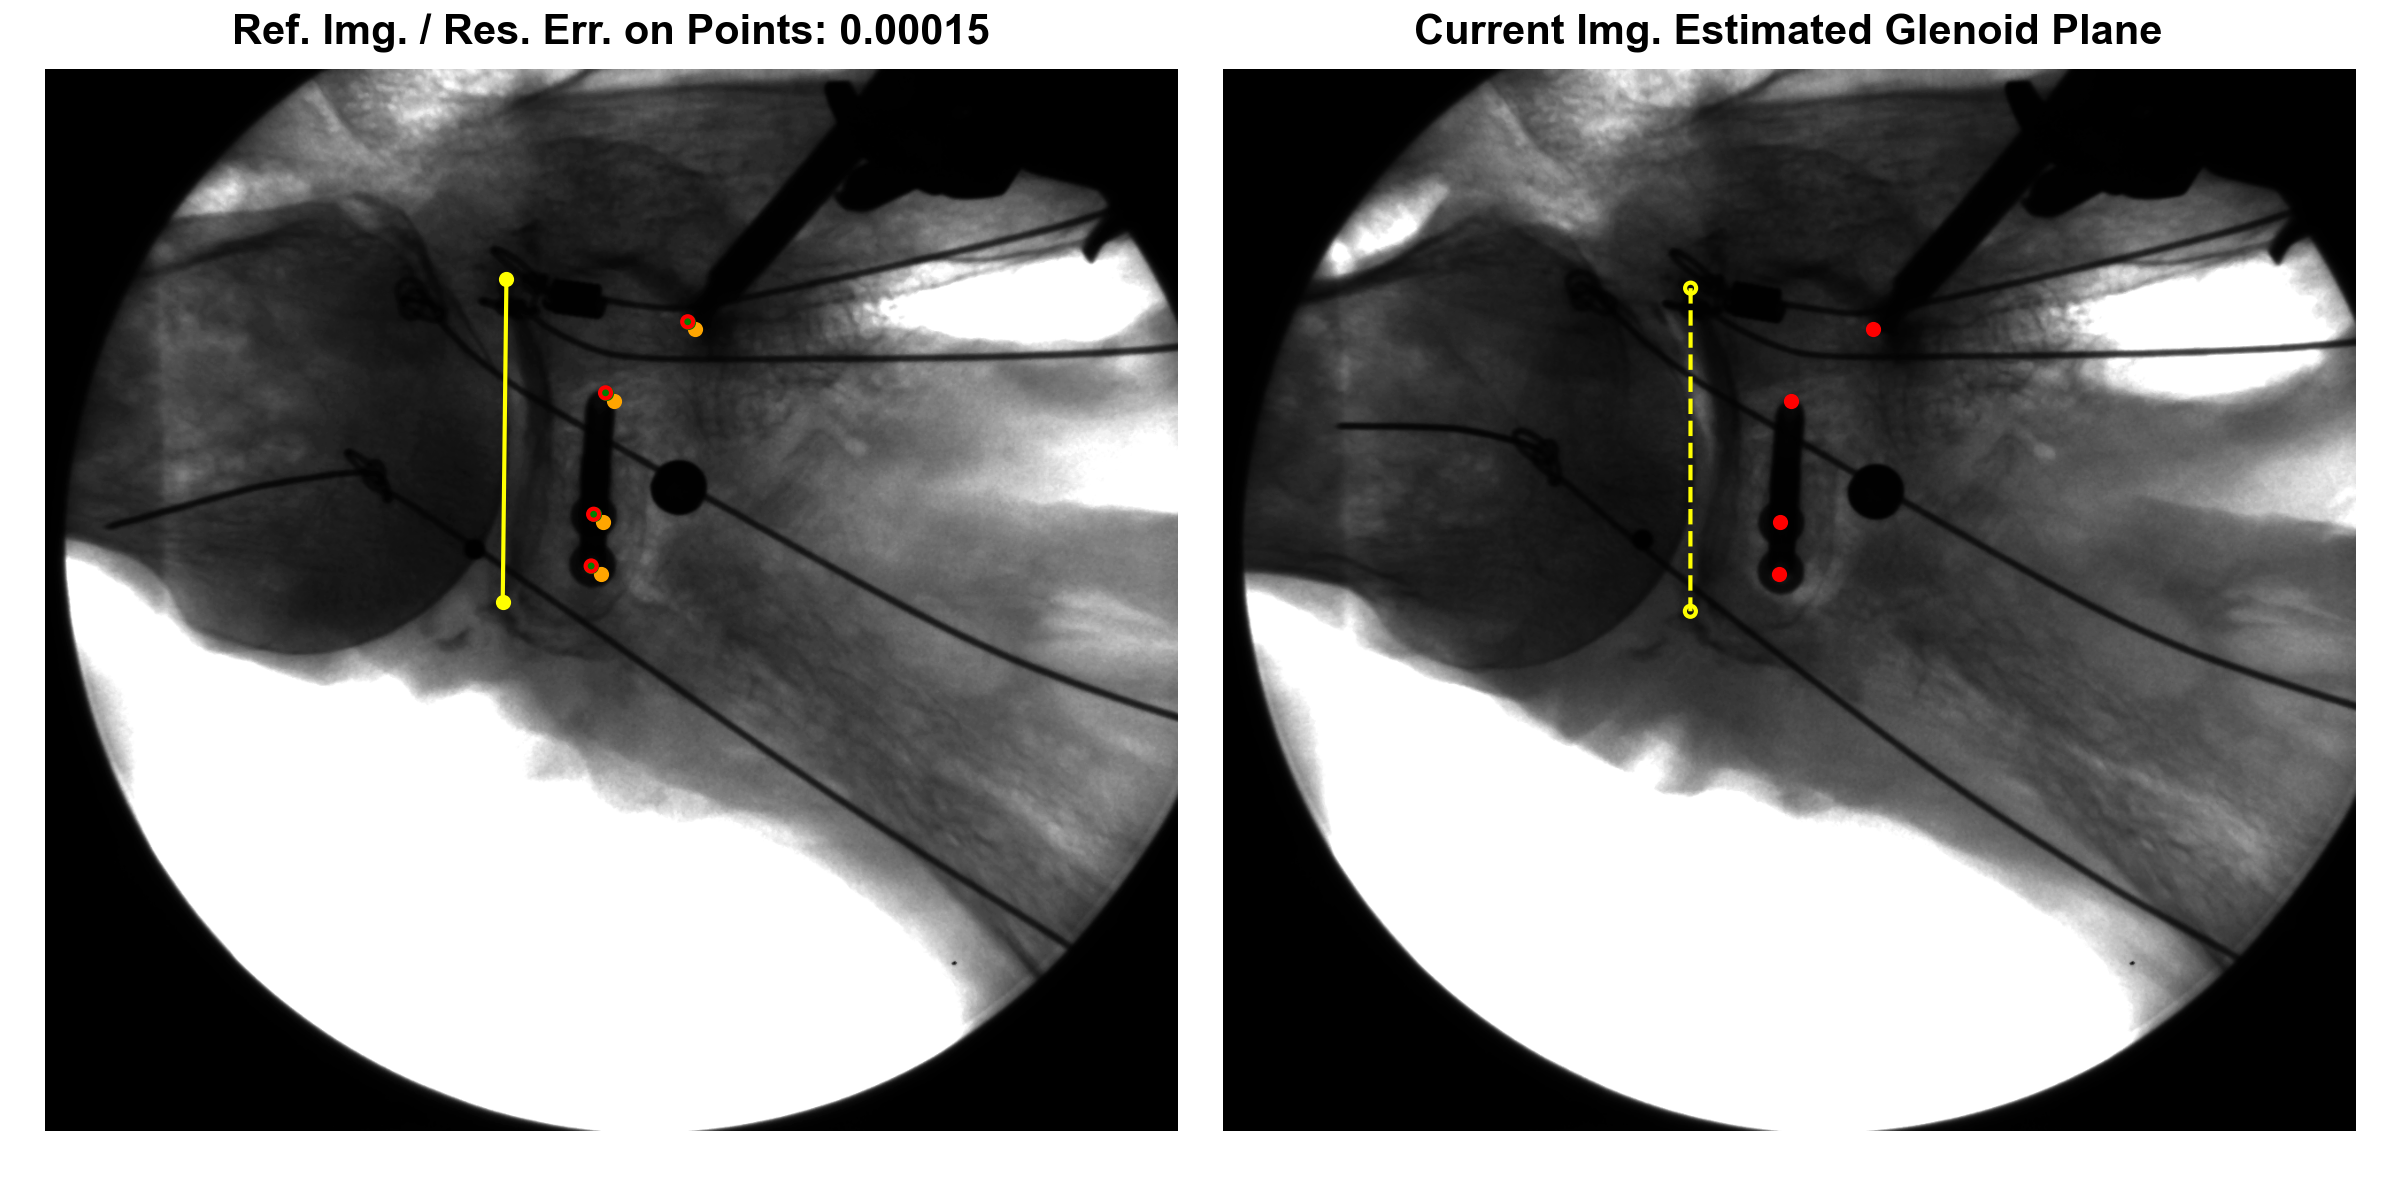 Ref. Img. / Res. Err. on Points: 0.00015
Current Img. Estimated Glenoid Plane